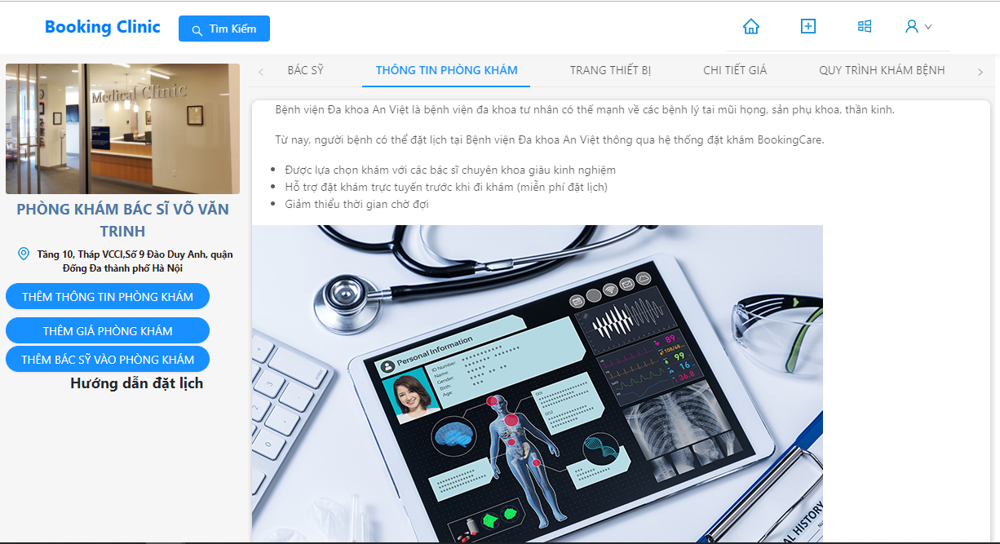 Booking Clinic
Tìm Kiếm
Medical Clinic
PHÒNG KHÁM BÁC SĨ VÕ VĂN
TRINH
Tầng 10, Tháp VCCI,Số 9 Đào Duy Anh, quận
Đống Đa thành phố Hà Nội
THÊM THÔNG TIN PHÒNG KHÁM
THÊM GIÁ PHÒNG KHÁM
THÊM BÁC SỸ VÀO PHÒNG KHÁM
Hướng dẫn đặt lịch
BÁC SỸ
THÔNG TIN PHÒNG KHÁM
TRANG THIẾT BỊ
CHI TIẾT GIÁ
QUY TRÌNH KHÁM BỆNH
Bệnh viện Đa khoa An Việt là bệnh viện đa khoa tư nhân có thế mạnh về các bệnh lý tai mũi họng, sản phụ khoa, thần kinh.
Từ nay, người bệnh có thể đặt lịch tại Bệnh viện Đa khoa An Việt thông qua hệ thống đặt khám BookingCare.
Được lựa chọn khám với các bác sĩ chuyên khoa giàu kinh nghiệm
Hỗ trợ đặt khám trực tuyến trước khi đi khám (miễn phí đặt lịch)
Giảm thiểu thời gian chờ đợi
Personal Information
ID Number:
Name:
Gender:
Birth:
Age:
89
108/68
99
16
36.8
AL HISTORY